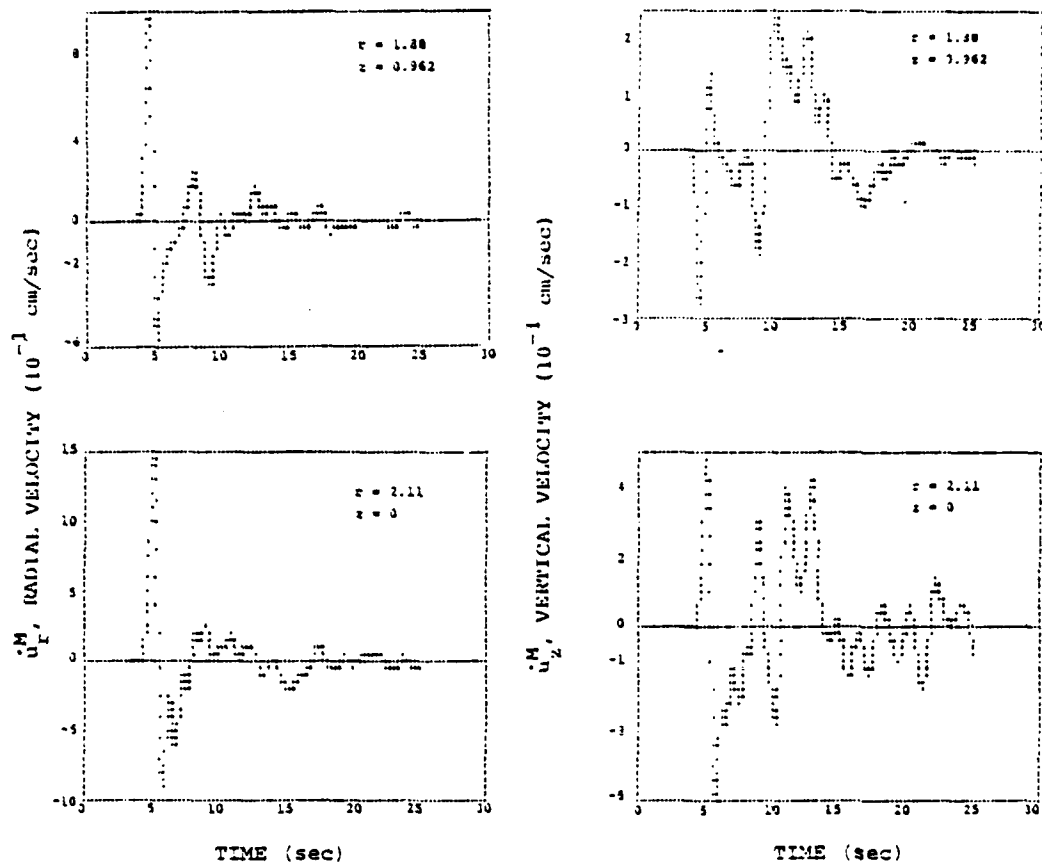 r = 1.88
z = 0.962
8
4
0
-2
-6
0 5 10 15 20 25 30
r = 1.88
z = 0.962
2
1
0
-1
-2
-3
0 5 10 15 20 25 30
u̇ᴹᵣ, RADIAL VELOCITY (10⁻¹ cm/sec)
u̇ᴹ_z, VERTICAL VELOCITY (10⁻¹ cm/sec)
r = 2.11
z = 0
15
10
5
0
-5
-10
0 5 10 15 20 25 30
TIME (sec)
r = 2.11
z = 0
4
2
0
-1
-3
0 5 10 15 20 25 30
TIME (sec)